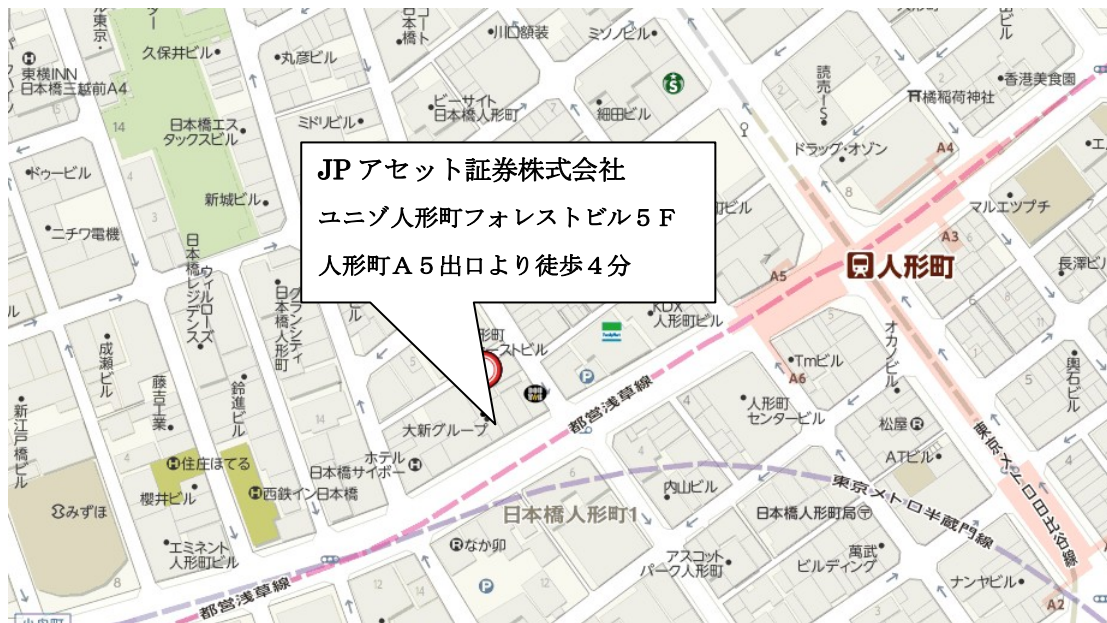 JP アセット証券株式会社
ユニゾ人形町フォレストビル５Ｆ
人形町Ａ５出口より徒歩４分
久保井ビル
東横INN
日本橋三越前A4
日本橋エス
タックスビル
ドゥービル
ニチワ電機
新城ビル
丸彦ビル
川口額装
ミツノビル
ビーサイト
日本橋人形町
細田ビル
ミドリビル
読売IS
橘稲荷神社
香港美食園
ドラッグ・オゾン
A4
マルエツプチ
A3
長澤ビル
人形町
A5
KDX
人形町ビル
FamilyMart
Tmビル
A6
オカノビル
人形町
センタービル
松屋
ATビル
輿石ビル
日本橋
ウィルローズ
レジデンス
グランシティ
日本橋人形町
成瀬ビル
藤吉工業
鈴進ビル
新江戸橋ビル
大新グループ
ホテル
日本橋サイボー
住庄ほてる
西鉄イン日本橋
櫻井ビル
みずほ
エミネント
人形町ビル
都営浅草線
都営浅草線
内山ビル
日本橋人形町1
日本橋人形町局
東京メトロ半蔵門線
東京メトロ日比谷線
なか卯
アスコット
パーク人形町
萬武
ビルディング
ナンヤビル
A2